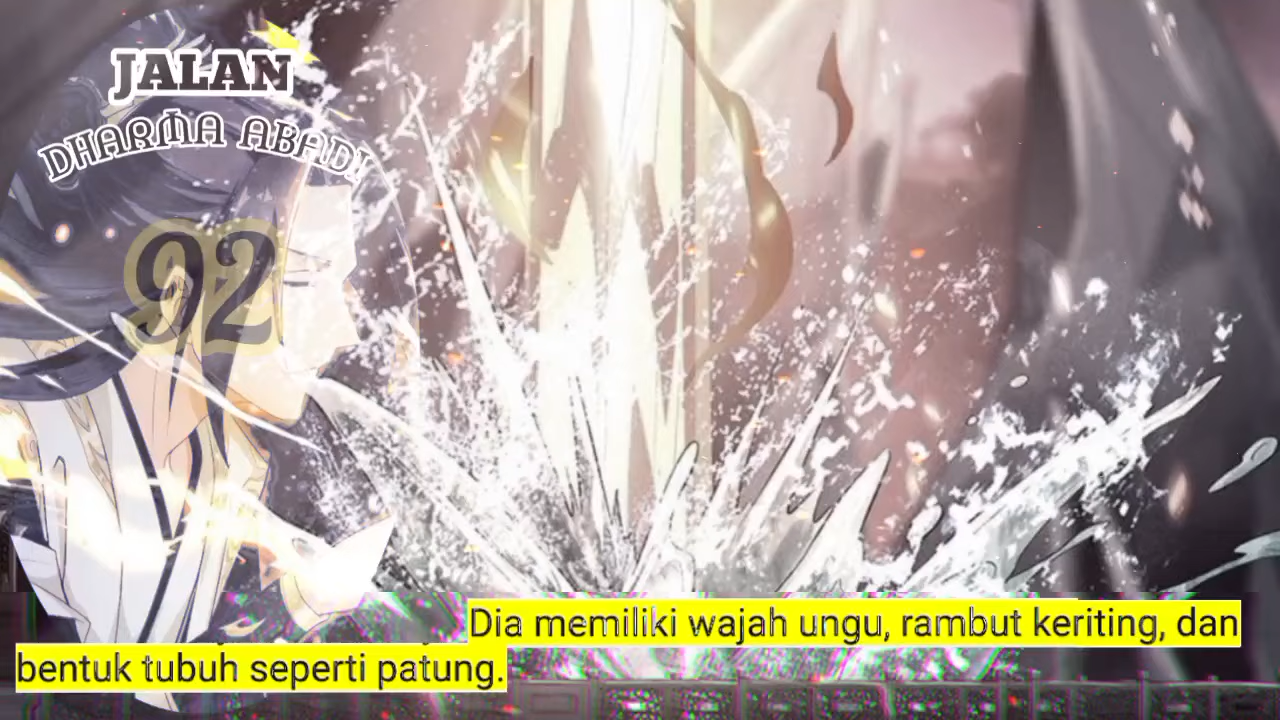 JALAN
DHARMA ABADI
92
Dia memiliki wajah ungu, rambut keriting, dan
bentuk tubuh seperti patung.